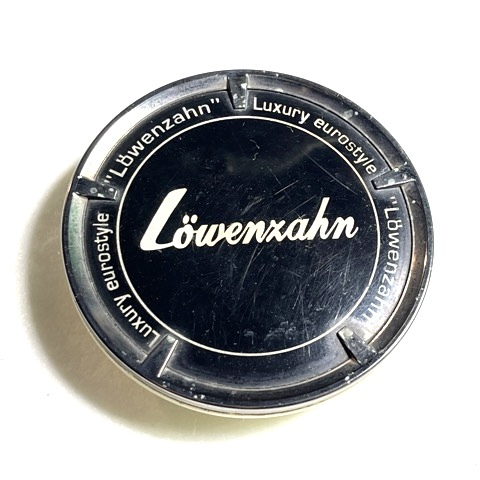 Löwenzahn
"Löwenzahn"
Luxury eurostyle
"Löwenzahn
Luxury eurostyle